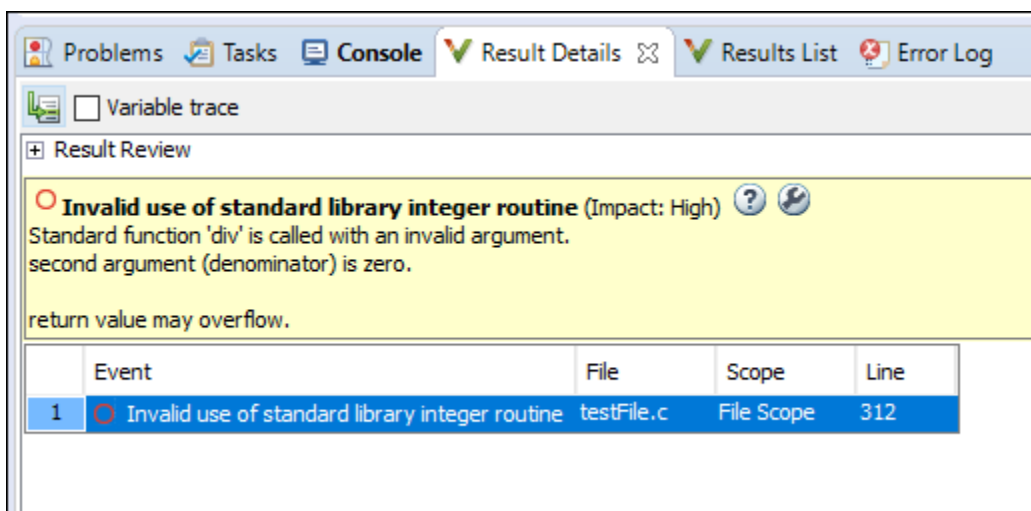 Problems Tasks Console Result Details Results List Error Log
Variable trace
Result Review
Invalid use of standard library integer routine (Impact: High)
Standard function 'div' is called with an invalid argument.
second argument (denominator) is zero.
return value may overflow.
Event File Scope Line
1 Invalid use of standard library integer routine testFile.c File Scope 312